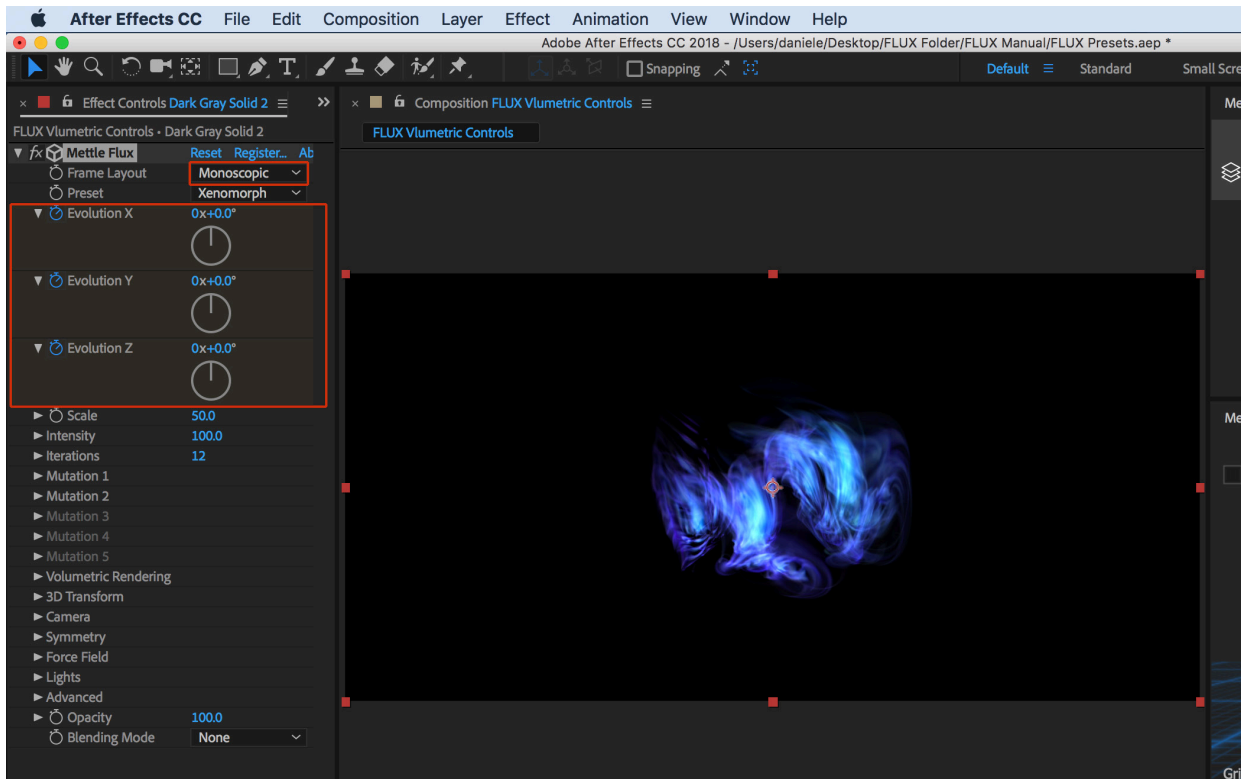 After Effects CC File Edit Composition Layer Effect Animation View Window Help
Adobe After Effects CC 2018 - /Users/daniele/Desktop/FLUX Folder/FLUX Manual/FLUX Presets.aep *
T Snapping Default Standard Small Scre
× Effect Controls Dark Gray Solid 2 » × Composition FLUX Vlumetric Controls Me
FLUX Vlumetric Controls • Dark Gray Solid 2
FLUX Vlumetric Controls
fx Mettle Flux Reset Register... Ab
Frame Layout Monoscopic
Preset Xenomorph
Evolution X 0x+0.0°
Evolution Y 0x+0.0°
Evolution Z 0x+0.0°
Scale 50.0
Me
Intensity 100.0
Iterations 12
Mutation 1
Mutation 2
Mutation 3
Mutation 4
Mutation 5
Volumetric Rendering
3D Transform
Camera
Symmetry
Force Field
Lights
Advanced
Opacity 100.0
Blending Mode None
Gri